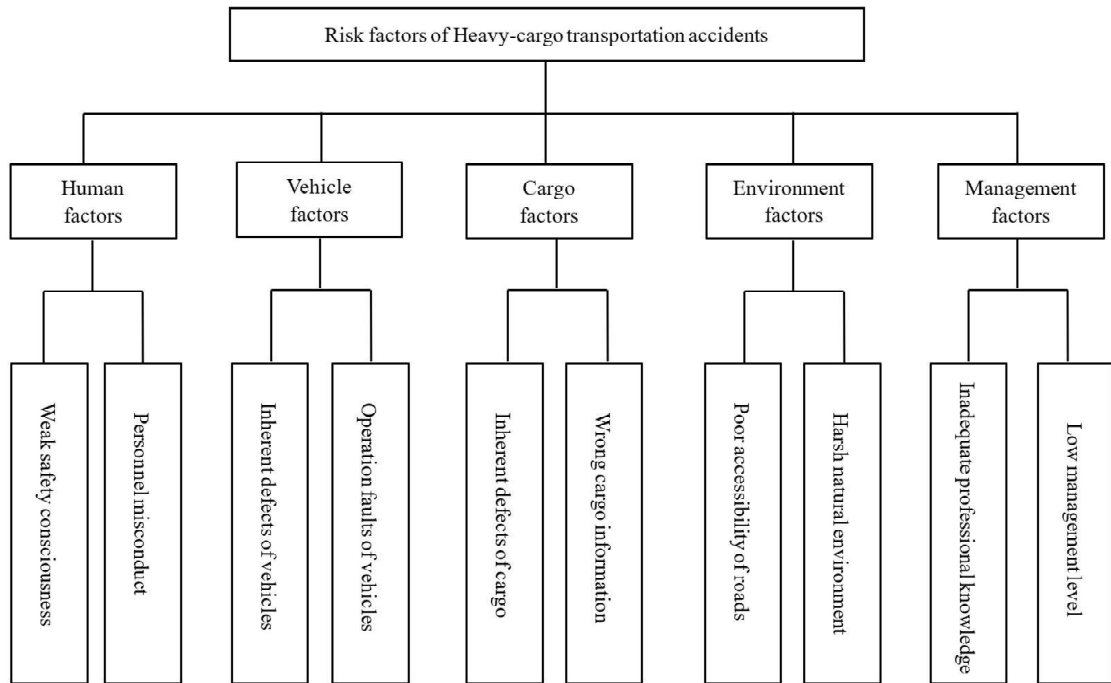 Risk factors of Heavy-cargo transportation accidents
Human
factors
Vehicle
factors
Cargo
factors
Environment
factors
Management
factors
Weak safety consciousness
Personnel misconduct
Inherent defects of vehicles
Operation faults of vehicles
Inherent defects of cargo
Wrong cargo information
Poor accessibility of roads
Harsh natural environment
Inadequate professional knowledge
Low management level